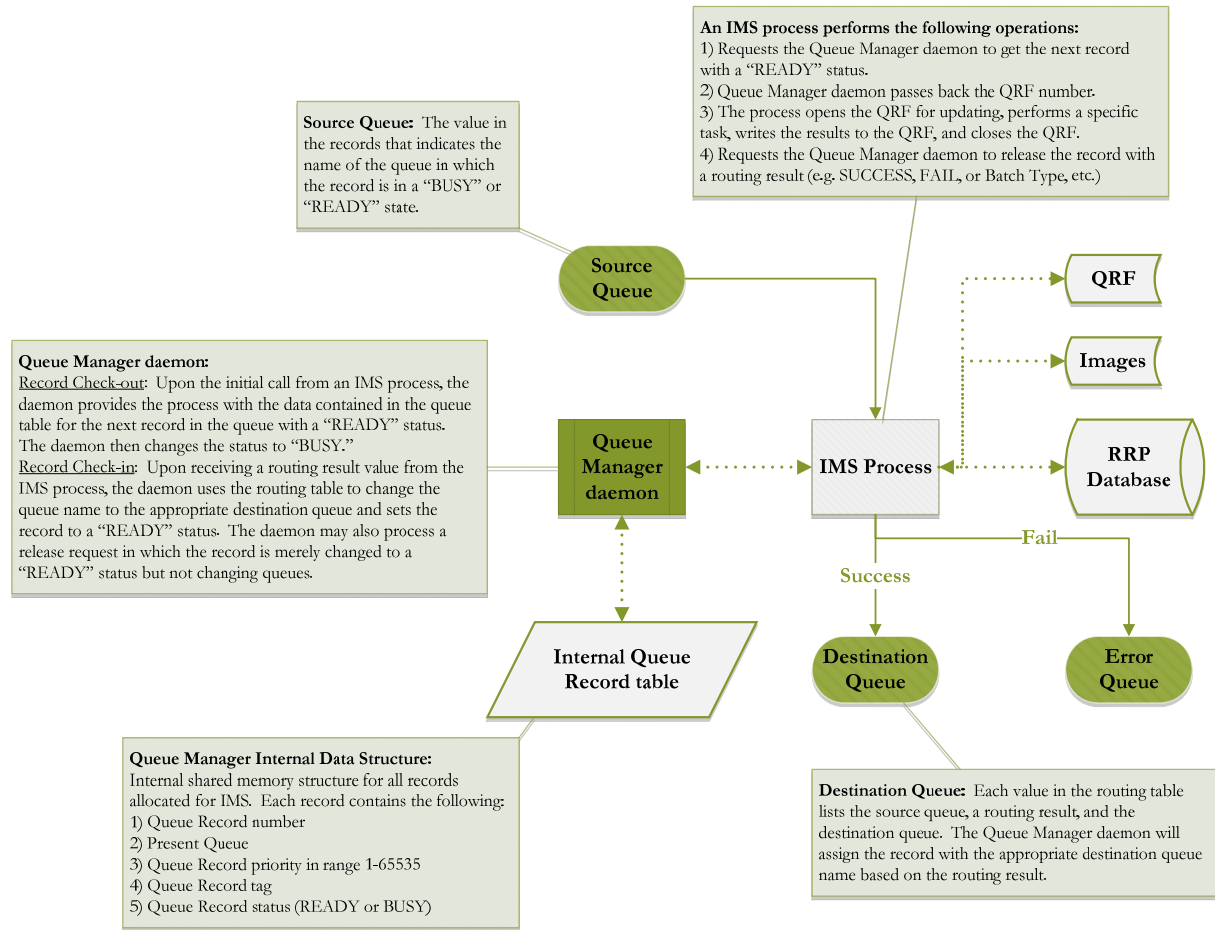 An IMS process performs the following operations:
1) Requests the Queue Manager daemon to get the next record
with a “READY” status.
2) Queue Manager daemon passes back the QRF number.
3) The process opens the QRF for updating, performs a specific
task, writes the results to the QRF, and closes the QRF.
4) Requests the Queue Manager daemon to release the record with
a routing result (e.g. SUCCESS, FAIL, or Batch Type, etc.)
Source Queue:  The value in
the records that indicates the
name of the queue in which
the record is in a “BUSY” or
“READY” state.
Source
Queue
QRF
Images
Queue Manager daemon:
Record Check-out:  Upon the initial call from an IMS process, the
daemon provides the process with the data contained in the queue
table for the next record in the queue with a “READY” status.
The daemon then changes the status to “BUSY.”
Record Check-in:  Upon receiving a routing result value from the
IMS process, the daemon uses the routing table to change the
queue name to the appropriate destination queue and sets the
record to a “READY” status.  The daemon may also process a
release request in which the record is merely changed to a
“READY” status but not changing queues.
Queue
Manager
daemon
IMS Process
RRP
Database
Fail
Success
Internal Queue
Record table
Destination
Queue
Error
Queue
Queue Manager Internal Data Structure:
Internal shared memory structure for all records
allocated for IMS.  Each record contains the following:
1) Queue Record number
2) Present Queue
3) Queue Record priority in range 1-65535
4) Queue Record tag
5) Queue Record status (READY or BUSY)
Destination Queue:  Each value in the routing table
lists the source queue, a routing result, and the
destination queue.  The Queue Manager daemon will
assign the record with the appropriate destination queue
name based on the routing result.